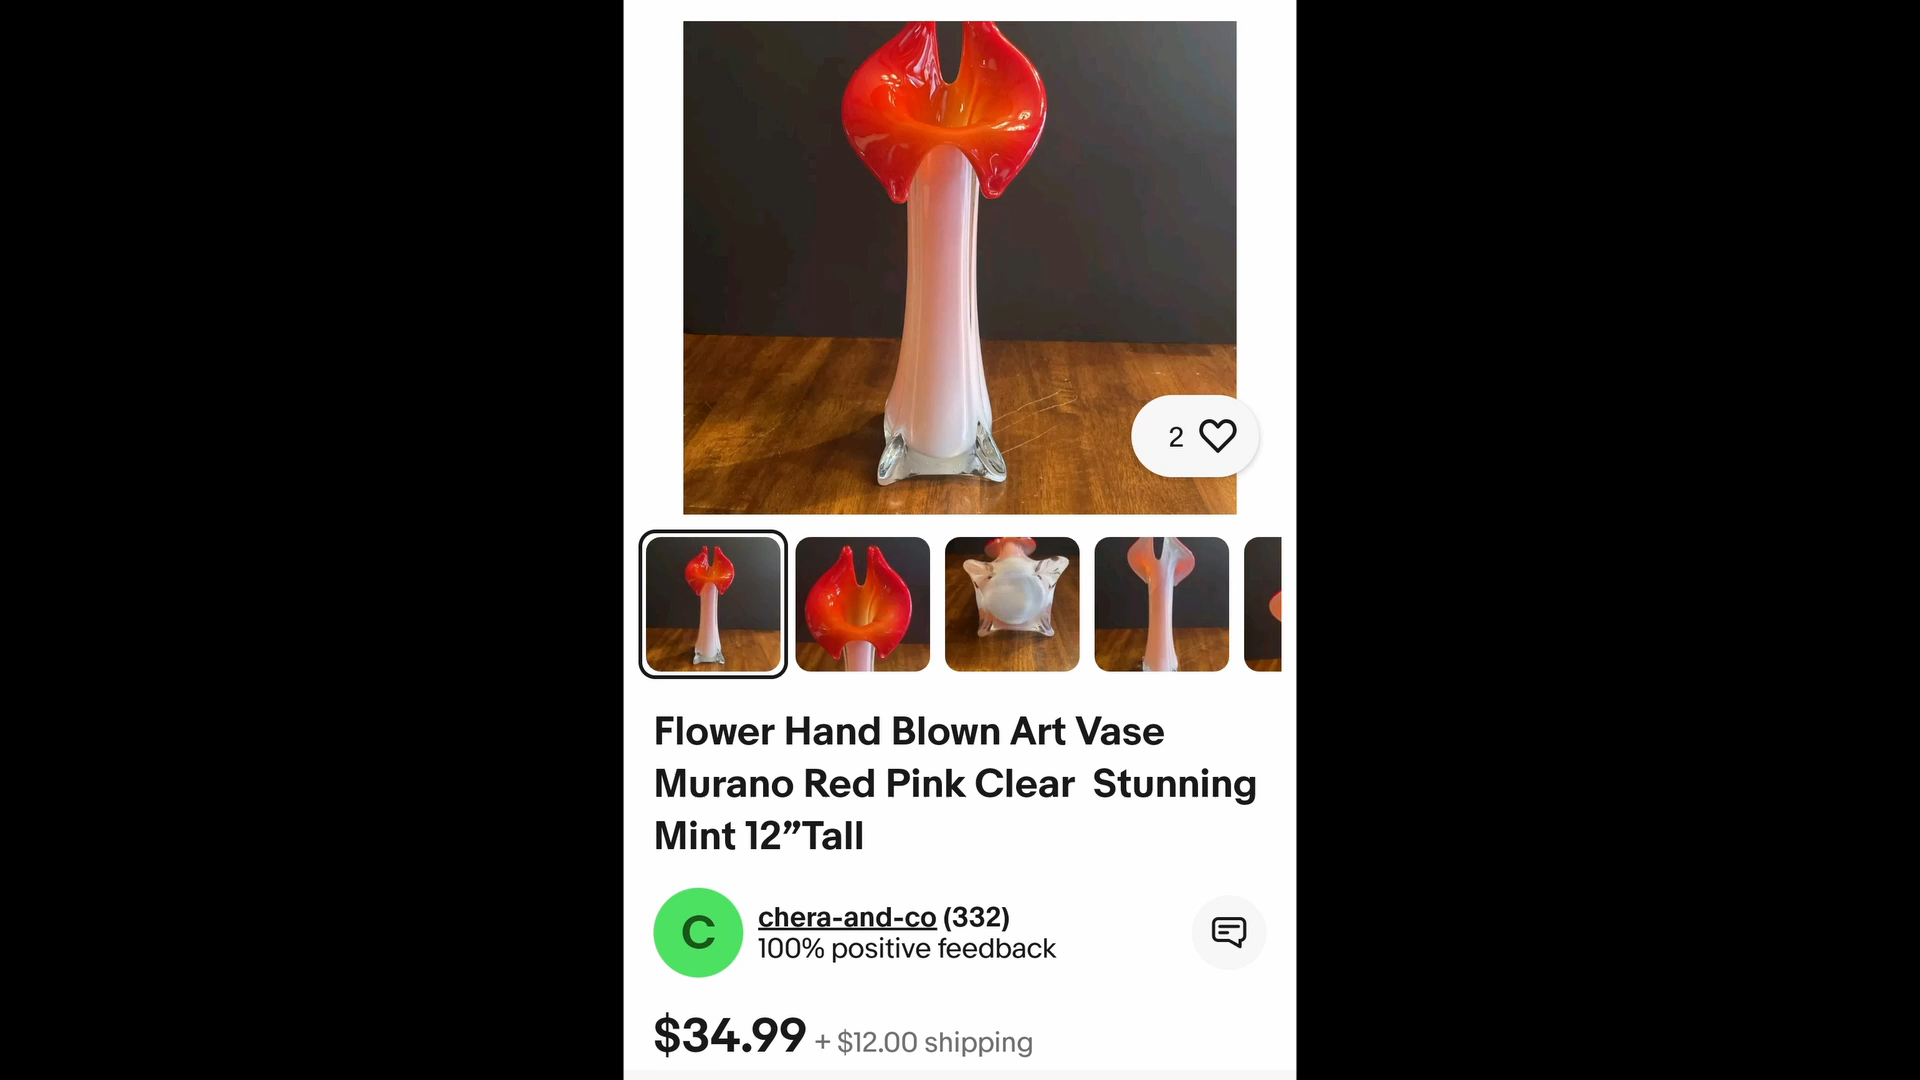 2
Flower Hand Blown Art Vase
Murano Red Pink Clear  Stunning
Mint 12”Tall
C
chera-and-co (332)
100% positive feedback
$34.99 + $12.00 shipping